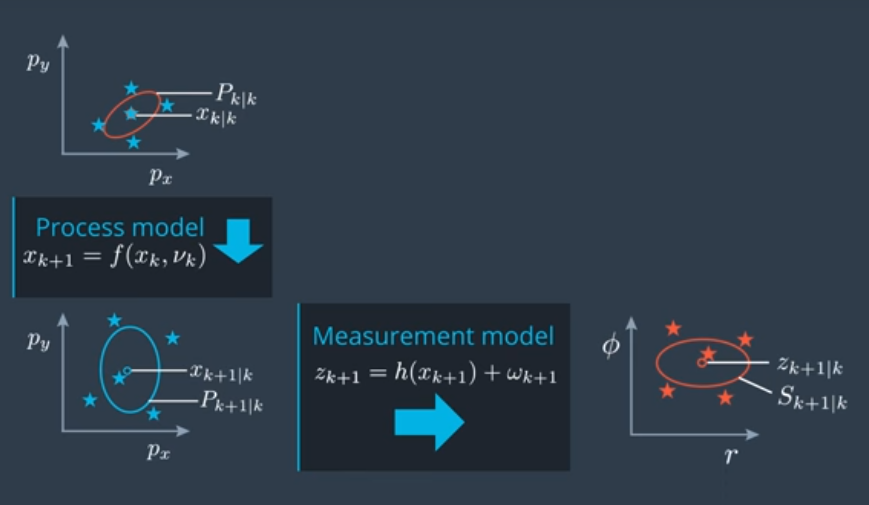 p_y
P_{k|k}
x_{k|k}
p_x
Process model
x_{k+1} = f(x_k, ν_k)
p_y
x_{k+1|k}
P_{k+1|k}
p_x
Measurement model
z_{k+1} = h(x_{k+1}) + ω_{k+1}
ϕ
z_{k+1|k}
S_{k+1|k}
r